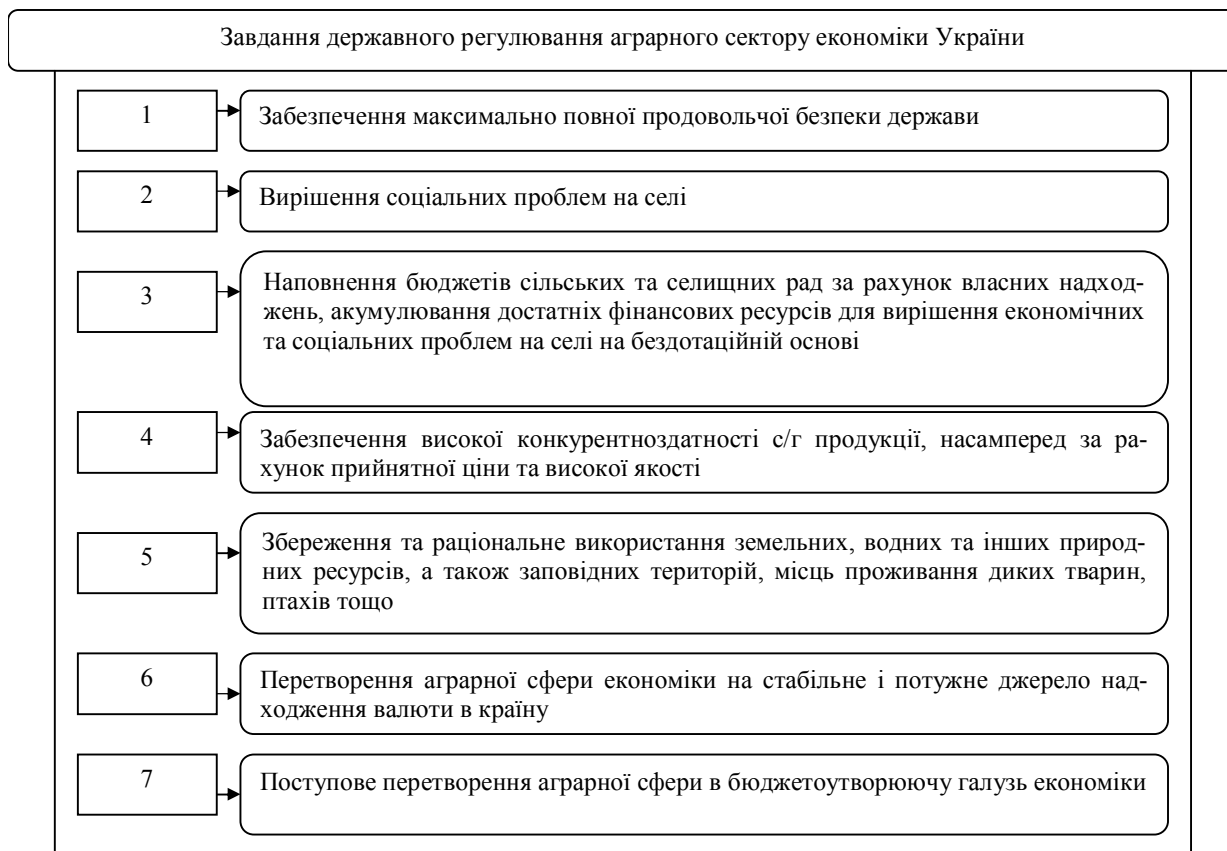 Завдання державного регулювання аграрного сектору економіки України
1
Забезпечення максимально повної продовольчої безпеки держави
2
Вирішення соціальних проблем на селі
3
Наповнення бюджетів сільських та селищних рад за рахунок власних надход-
жень, акумулювання достатніх фінансових ресурсів для вирішення економічних
та соціальних проблем на селі на бездотаційній основі
4
Забезпечення високої конкурентноздатності с/г продукції, насамперед за ра-
хунок прийнятної ціни та високої якості
5
Збереження та раціональне використання земельних, водних та інших природ-
них ресурсів, а також заповідних територій, місць проживання диких тварин,
птахів тощо
6
Перетворення аграрної сфери економіки на стабільне і потужне джерело над-
ходження валюти в країну
7
Поступове перетворення аграрної сфери в бюджетоутворюючу галузь економіки